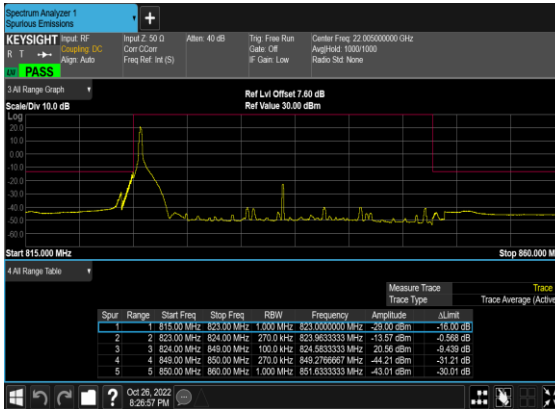 Spectrum Analyzer 1
Spurious Emissions
+
KEYSIGHT Input: RF Input Z: 50 Ω Atten: 40 dB Trig: Free Run Center Freq: 22.005000000 GHz
R T Coupling: DC Corr CCorr Gate: Off Avg|Hold: 1000/1000
Align: Auto Freq Ref: Int (S) IF Gain: Low Radio Std: None
PASS
3 All Range Graph
Ref Lvl Offset 7.60 dB
Scale/Div 10.0 dB Ref Value 30.00 dBm
Log
20.0
10.0
0.00
-10.0
-20.0
-30.0
-40.0
-50.0
-60.0
Start 815.000 MHz Stop 860.000 M
4 All Range Table
Measure Trace Trace
Trace Type Trace Average (Active
Spur Range Start Freq Stop Freq RBW Frequency Amplitude ΔLimit
1 1 815.00 MHz 823.00 MHz 1.000 MHz 823.0000000 MHz -29.00 dBm -16.00 dB
2 2 823.00 MHz 824.00 MHz 270.0 kHz 823.9633333 MHz -13.57 dBm -0.568 dB
3 3 824.00 MHz 849.00 MHz 100.0 kHz 824.5833333 MHz 20.56 dBm -9.439 dB
4 4 849.00 MHz 850.00 MHz 270.0 kHz 849.2766667 MHz -44.21 dBm -31.21 dB
5 5 850.00 MHz 860.00 MHz 1.000 MHz 851.6333333 MHz -43.01 dBm -30.01 dB
?
Oct 26, 2022
8:26:57 PM